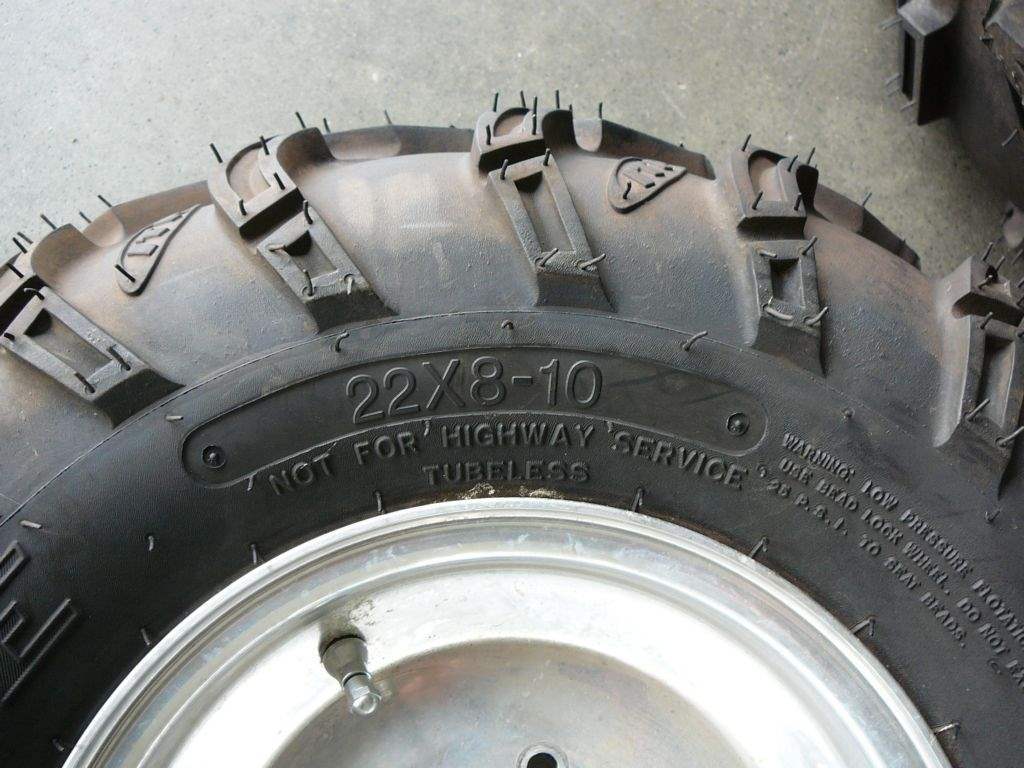 22X8-10
NOT FOR HIGHWAY SERVICE
TUBELESS
WARNING: LOW PRESSURE
USE BEAD LOCK WHEEL. DO NOT
25 P.S.I. TO SEAT BEADS.